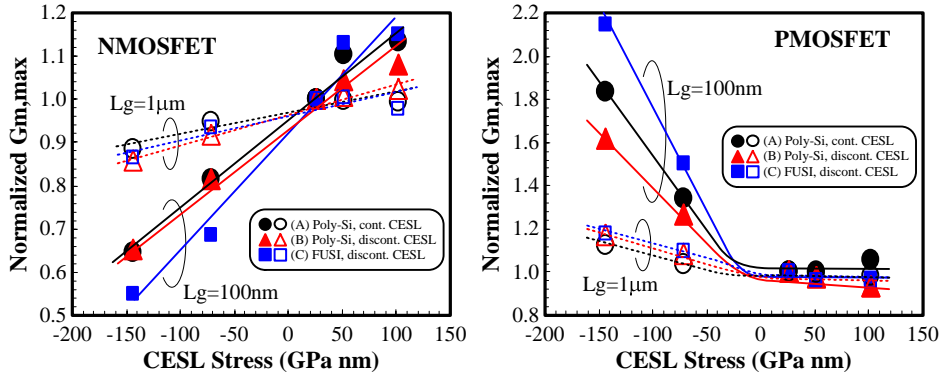 NMOSFET
Normalized Gm,max
1.2
1.1
1.0
0.9
0.8
0.7
0.6
0.5
Lg=1μm
(A) Poly-Si, cont. CESL
(B) Poly-Si, discont. CESL
(C) FUSI, discont. CESL
Lg=100nm
-200 -150 -100 -50 0 50 100 150
CESL Stress (GPa nm)
PMOSFET
Normalized Gm,max
2.2
2.0
1.8
1.6
1.4
1.2
1.0
0.8
Lg=100nm
(A) Poly-Si, cont. CESL
(B) Poly-Si, discont. CESL
(C) FUSI, discont. CESL
Lg=1μm
-200 -150 -100 -50 0 50 100 150
CESL Stress (GPa nm)